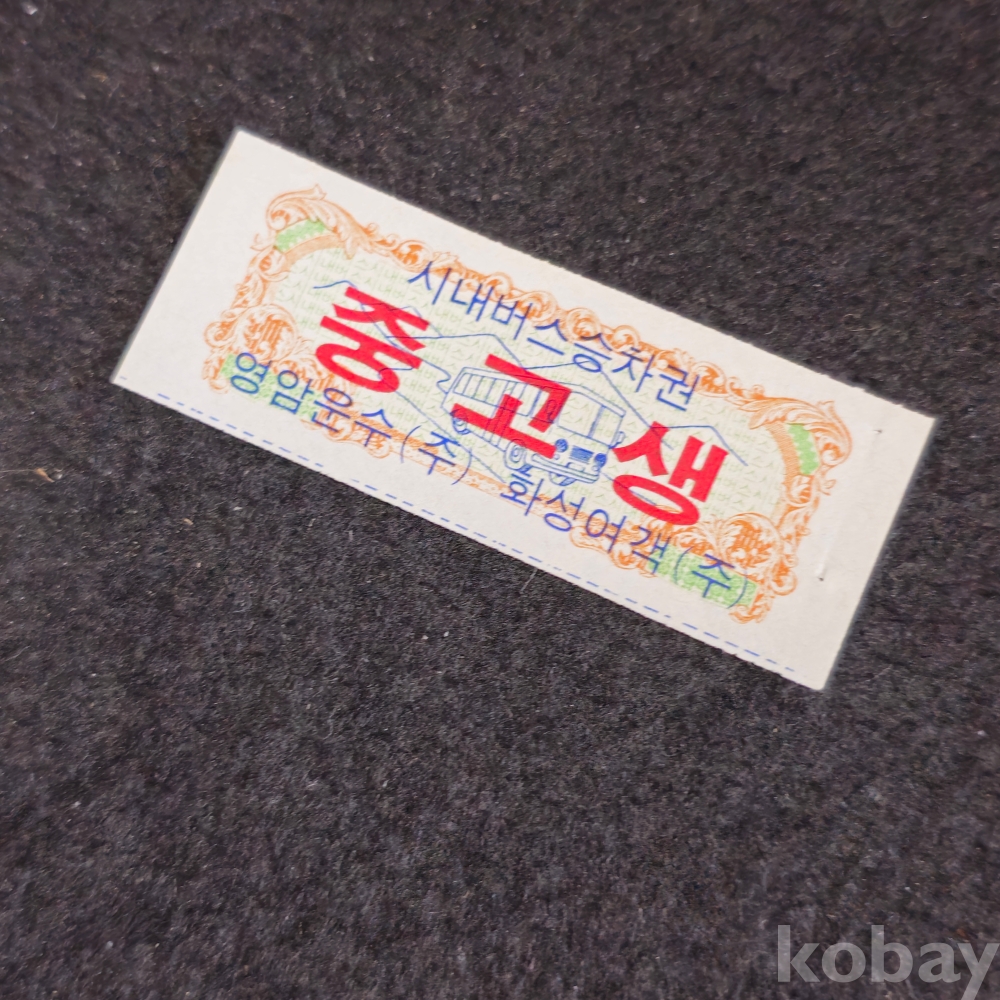 시내버스승차권
중고생
영암운수(주) 화성여객(주)
kobay